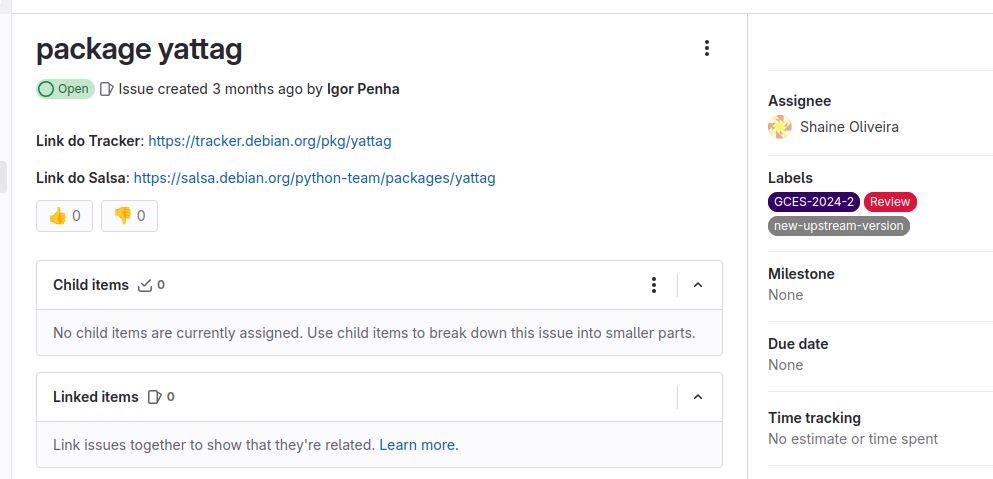 package yattag
Open Issue created 3 months ago by Igor Penha
Link do Tracker: https://tracker.debian.org/pkg/yattag
Link do Salsa: https://salsa.debian.org/python-team/packages/yattag
👍 0 👎 0
Child items 0
No child items are currently assigned. Use child items to break down this issue into smaller parts.
Linked items 0
Link issues together to show that they're related. Learn more.
Assignee
Shaine Oliveira
Labels
GCES-2024-2 Review
new-upstream-version
Milestone
None
Due date
None
Time tracking
No estimate or time spent